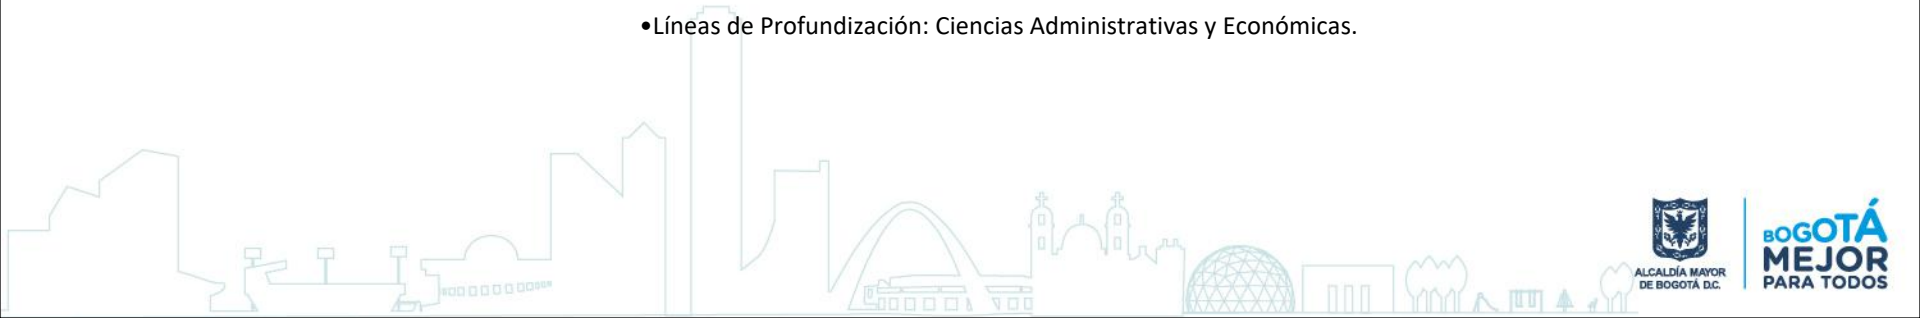 •Líneas de Profundización: Ciencias Administrativas y Económicas.
ALCALDÍA MAYOR
DE BOGOTÁ D.C.
BOGOTÁ
MEJOR
PARA TODOS